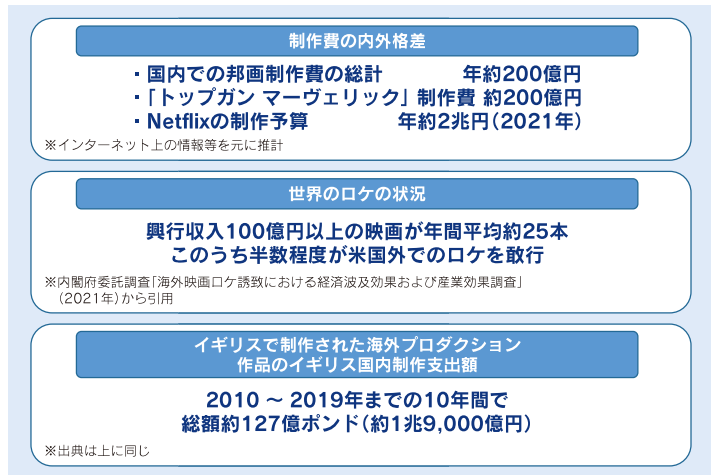 制作費の内外格差
・国内での邦画制作費の総計 年約200億円
・「トップガン マーヴェリック」 制作費 約200億円
・Netflixの制作予算 年約2兆円(2021年)
※インターネット上の情報等を元に推計
世界のロケの状況
興行収入100億円以上の映画が年間平均約25本
このうち半数程度が米国外でのロケを敢行
※内閣府委託調査「海外映画ロケ誘致における経済波及効果および産業効果調査」
(2021年)から引用
イギリスで制作された海外プロダクション
作品のイギリス国内制作支出額
2010 ～ 2019年までの10年間で
総額約127億ポンド(約1兆9,000億円)
※出典は上に同じ